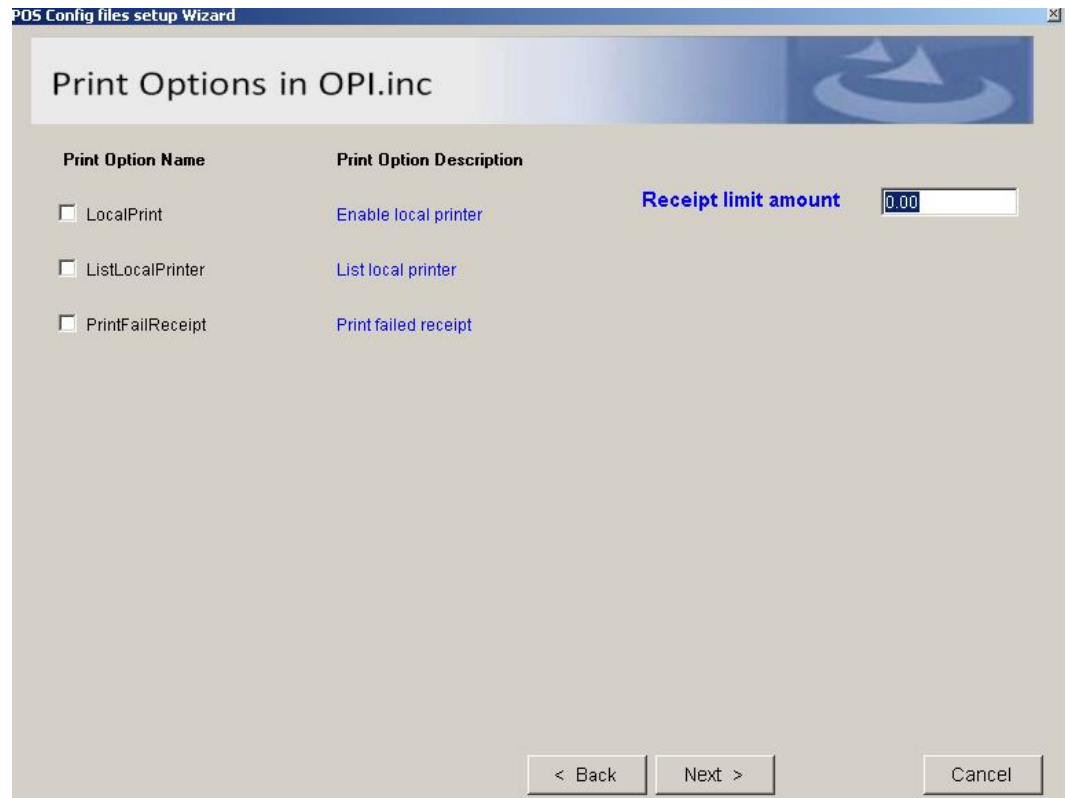 POS Config files setup Wizard
Print Options in OPI.inc
Print Option Name Print Option Description
Receipt limit amount 0.00
LocalPrint Enable local printer
ListLocalPrinter List local printer
PrintFailReceipt Print failed receipt
< Back Next > Cancel